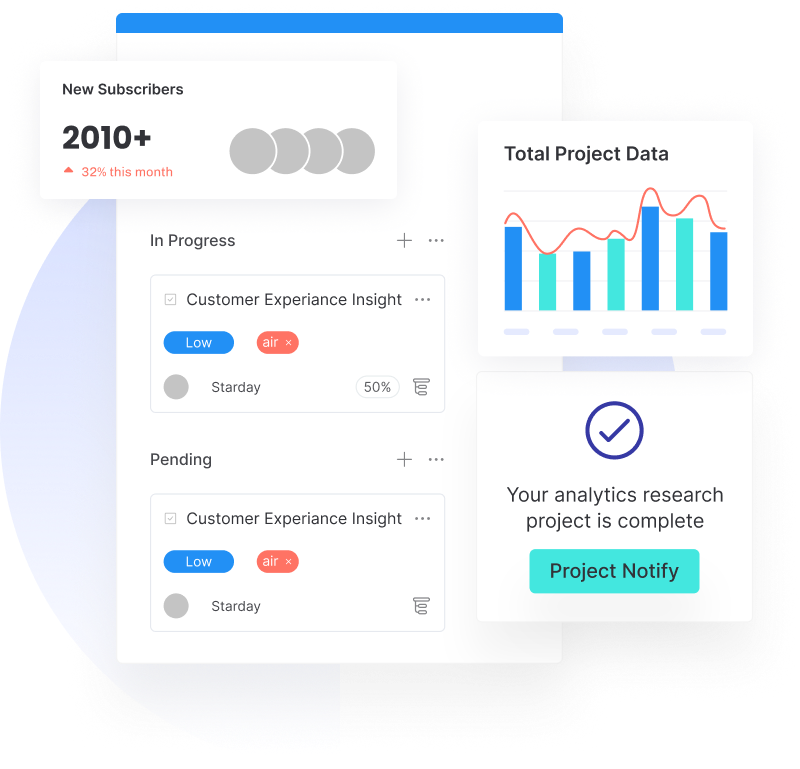 New Subscribers
2010+
32% this month
In Progress
Customer Experiance Insight
Low
air ×
Starday
50%
Pending
Customer Experiance Insight
Low
air ×
Starday
Total Project Data
Your analytics research
project is complete
Project Notify